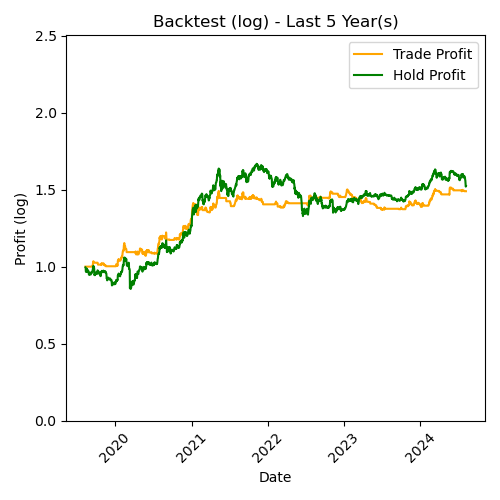 Backtest (log) - Last 5 Year(s)
Trade Profit
Hold Profit
Profit (log)
2.5
2.0
1.5
1.0
0.5
0.0
2020
2021
2022
2023
2024
Date